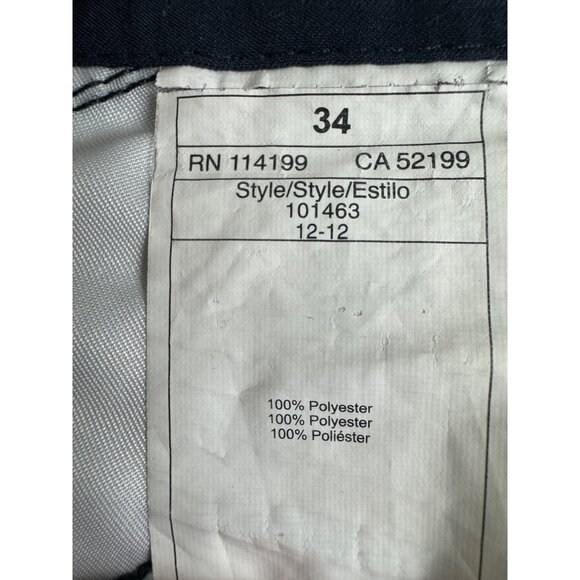 34
RN 114199 CA 52199
Style/Style/Estilo
101463
12-12
100% Polyester
100% Polyester
100% Poliéster